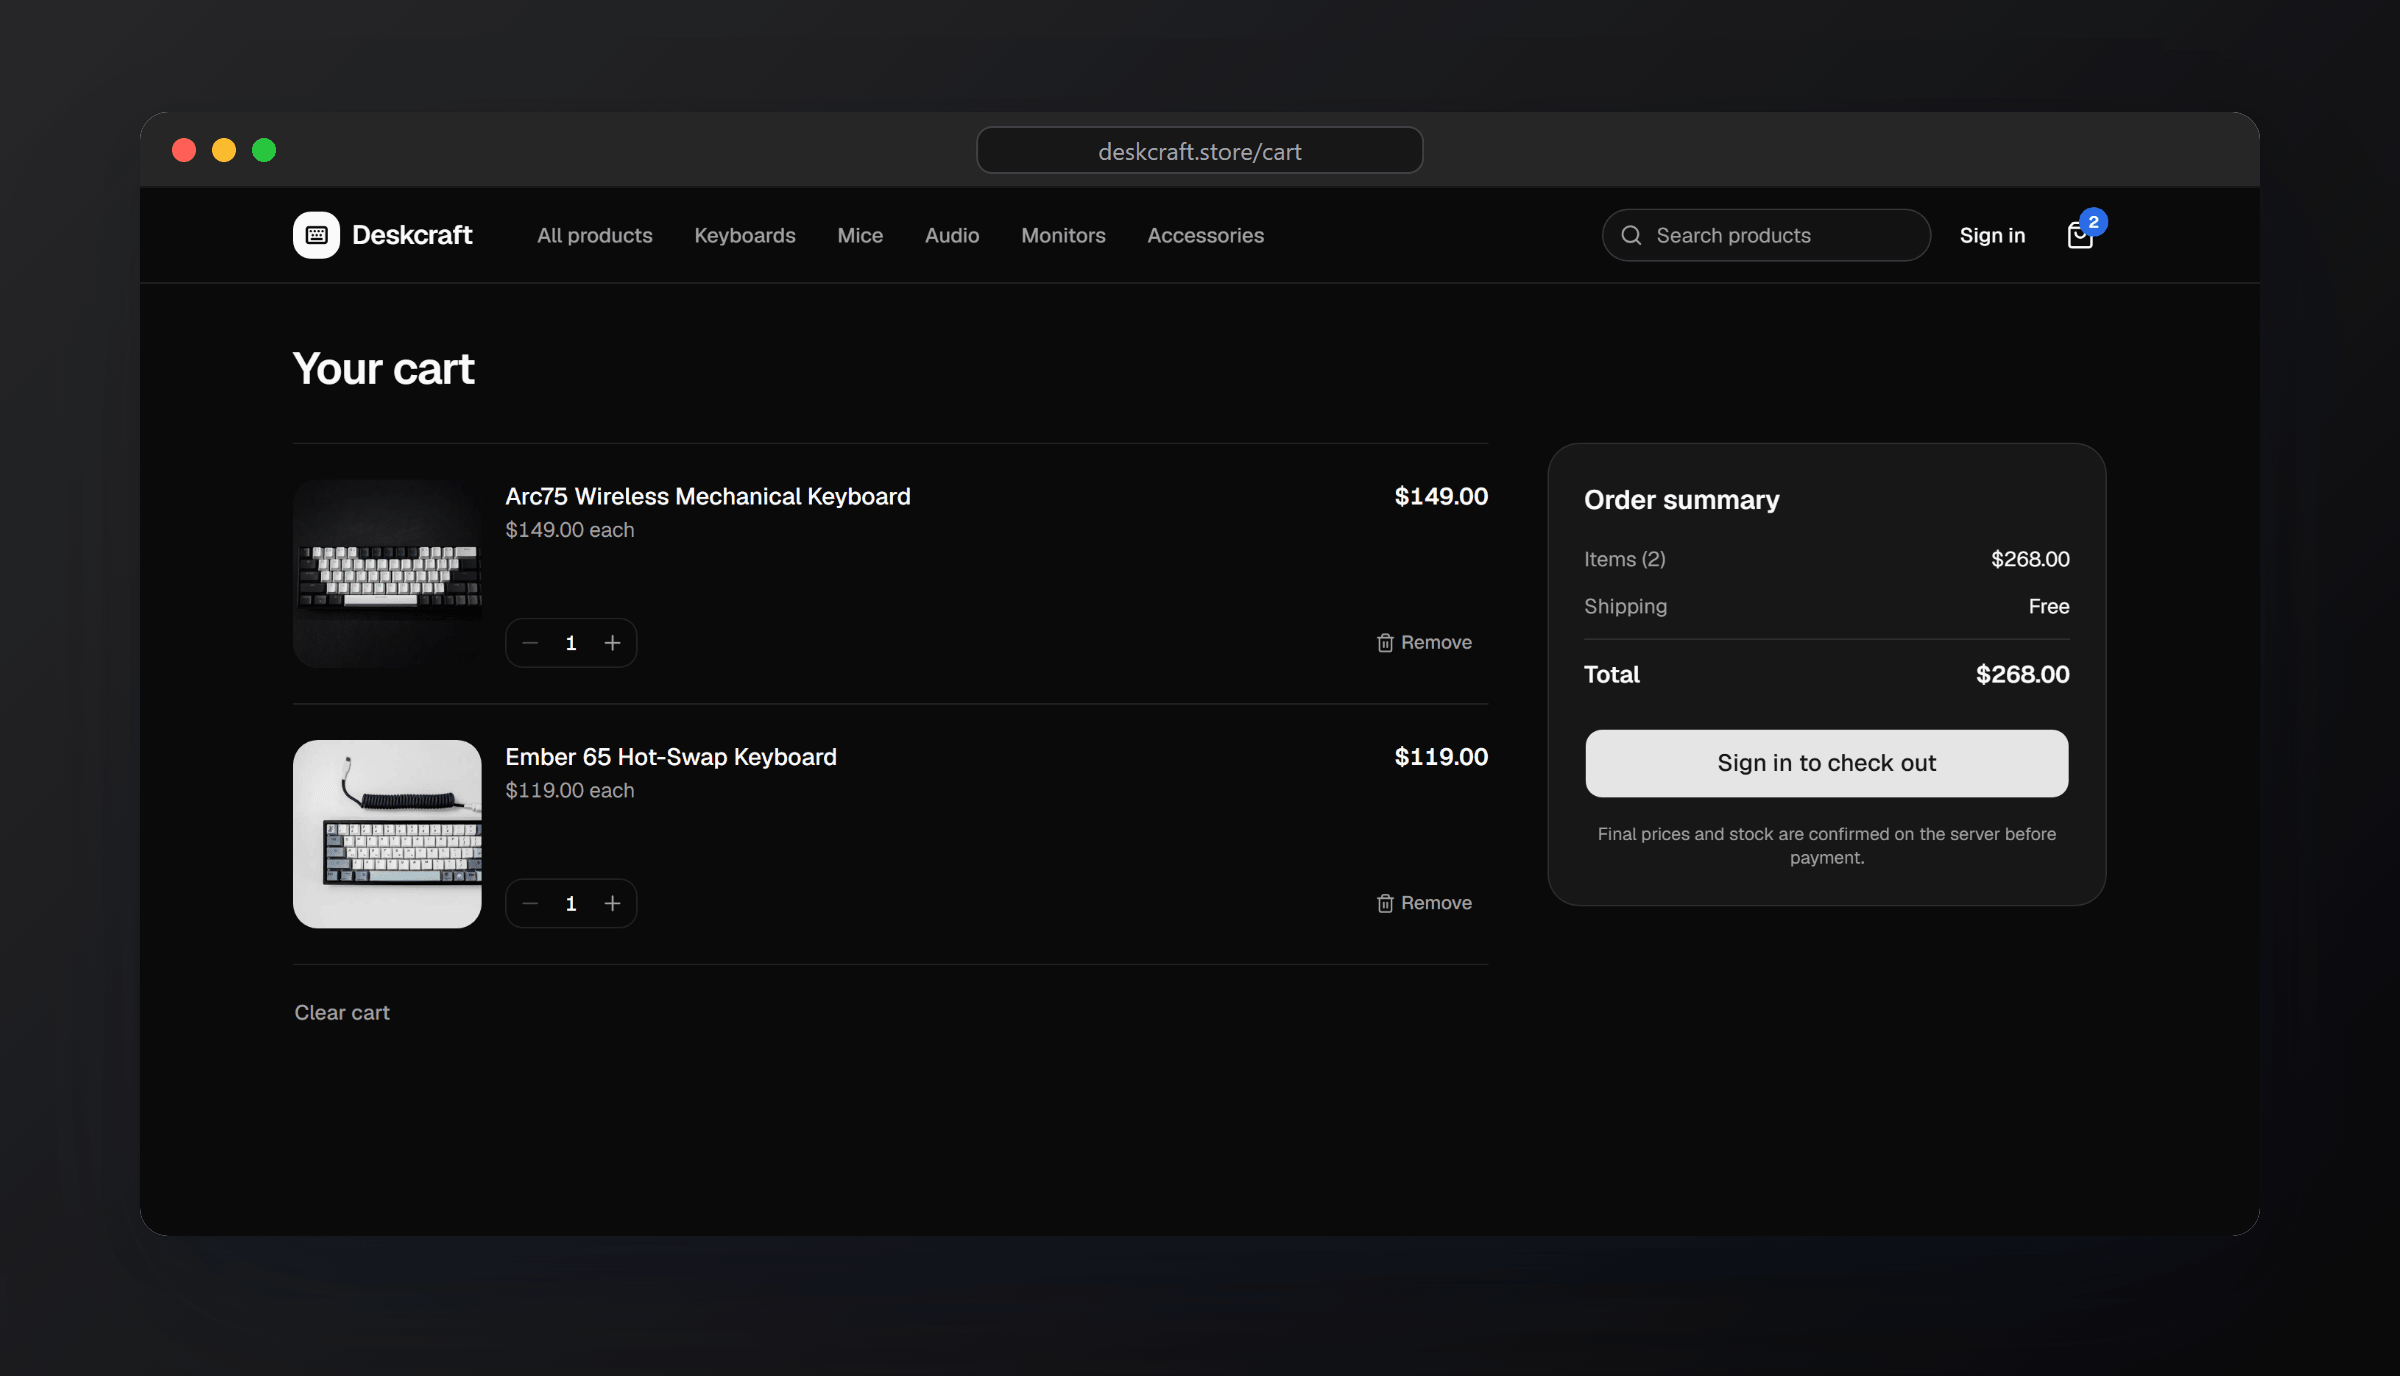 deskcraft.store/cart
Deskcraft
All products
Keyboards
Mice
Audio
Monitors
Accessories
Search products
Sign in
2
Your cart
Arc75 Wireless Mechanical Keyboard
$149.00
$149.00 each
1
Remove
Ember 65 Hot-Swap Keyboard
$119.00
$119.00 each
1
Remove
Clear cart
Order summary
Items (2)
$268.00
Shipping
Free
Total
$268.00
Sign in to check out
Final prices and stock are confirmed on the server before
payment.